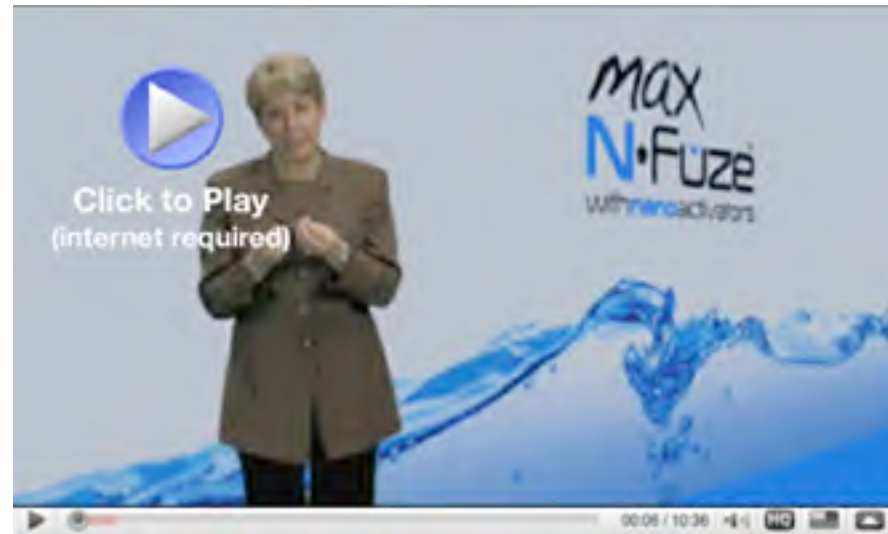 Click to Play
(internet required)
max
N•Füze
with nanoactivators
00:06 / 10:36
HQ